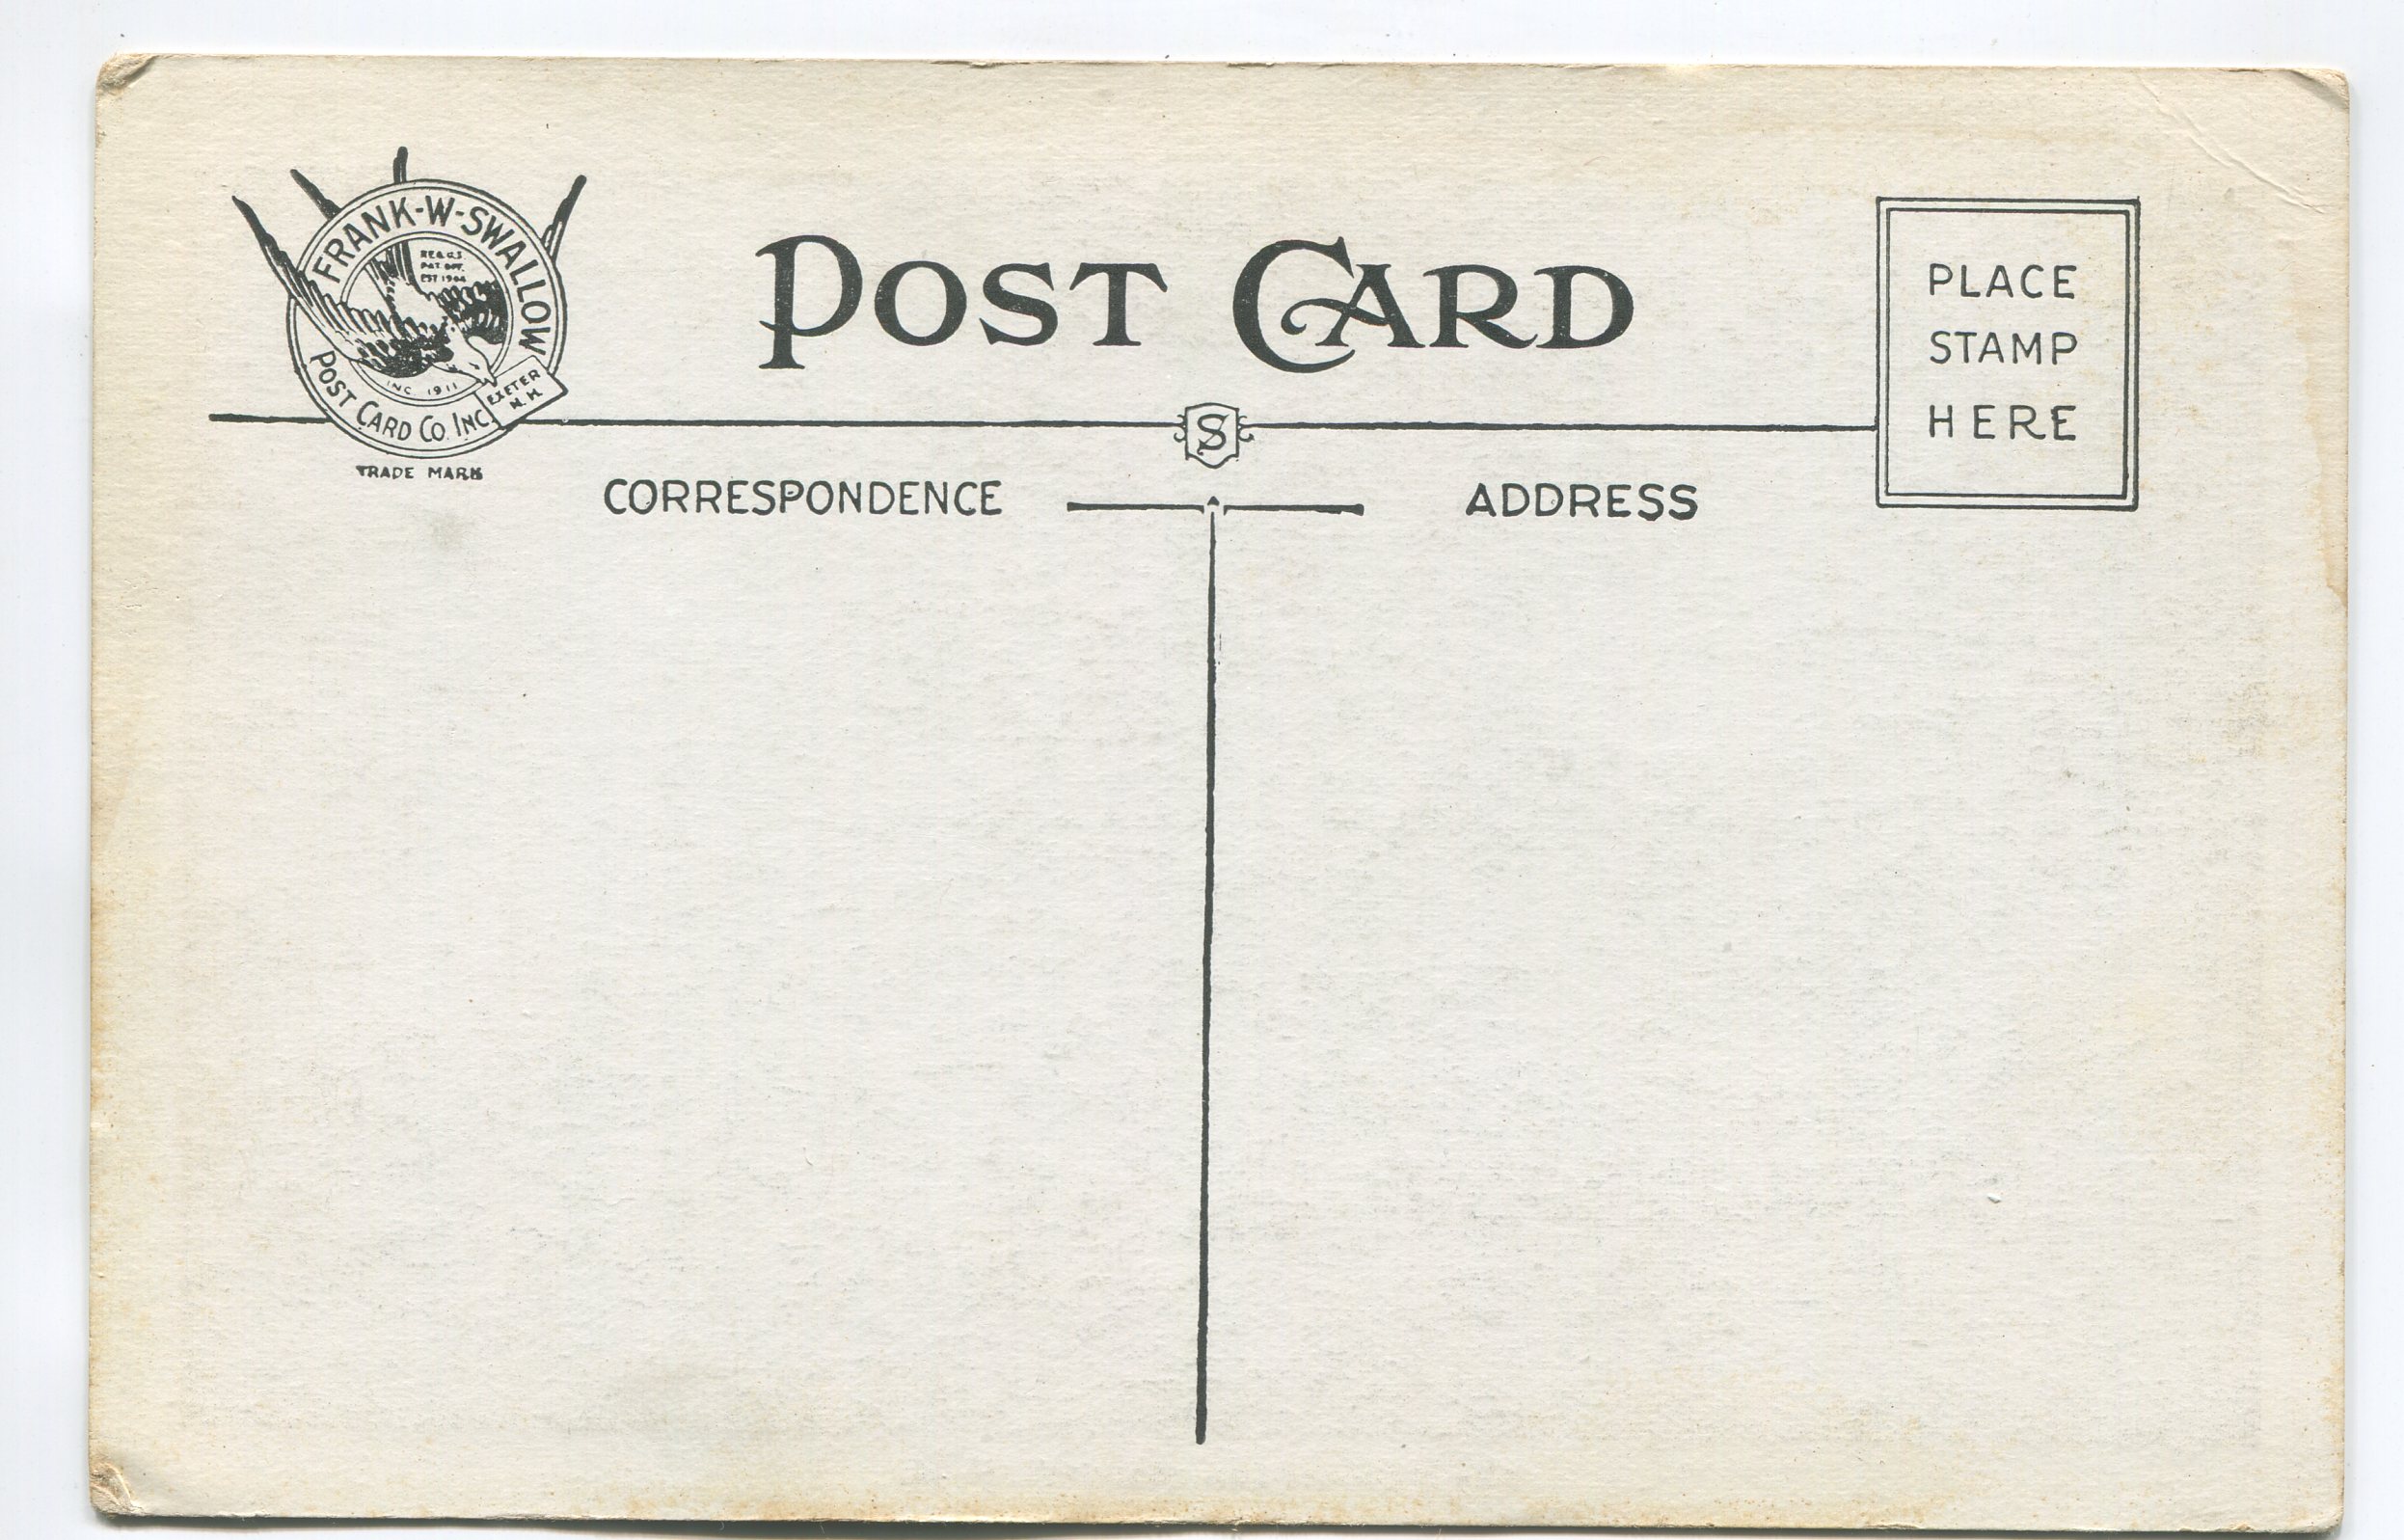 FRANK-W-SWALLOW
POST CARD CO. INC.
REG. U.S.
PAT. OFF.
EST 1904
INC 1911
EXETER
N.H.
TRADE MARK
POST CARD
PLACE
STAMP
HERE
S
CORRESPONDENCE
ADDRESS